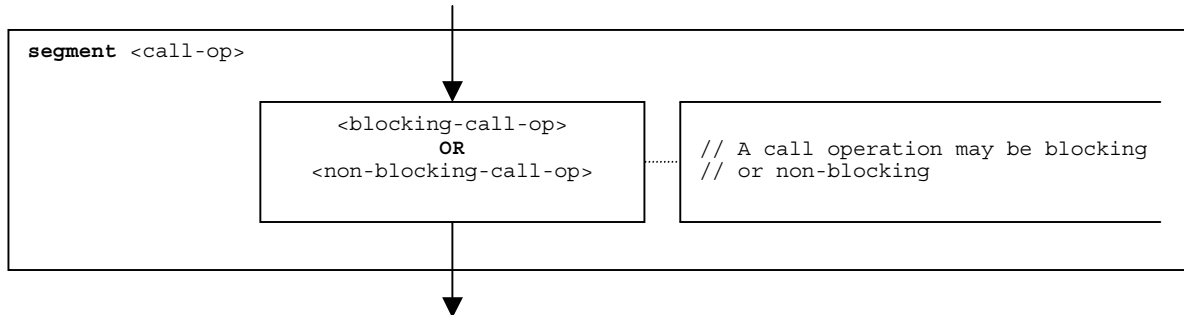 segment <call-op>
<blocking-call-op>
OR
<non-blocking-call-op>
// A call operation may be blocking
// or non-blocking